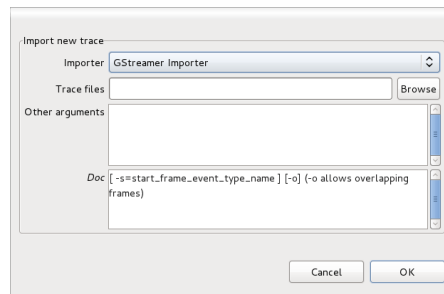 Import new trace
Importer GStreamer Importer
Trace files Browse
Other arguments
Doc [ -s=start_frame_event_type_name ] [-o] (-o allows overlapping
frames)
Cancel OK